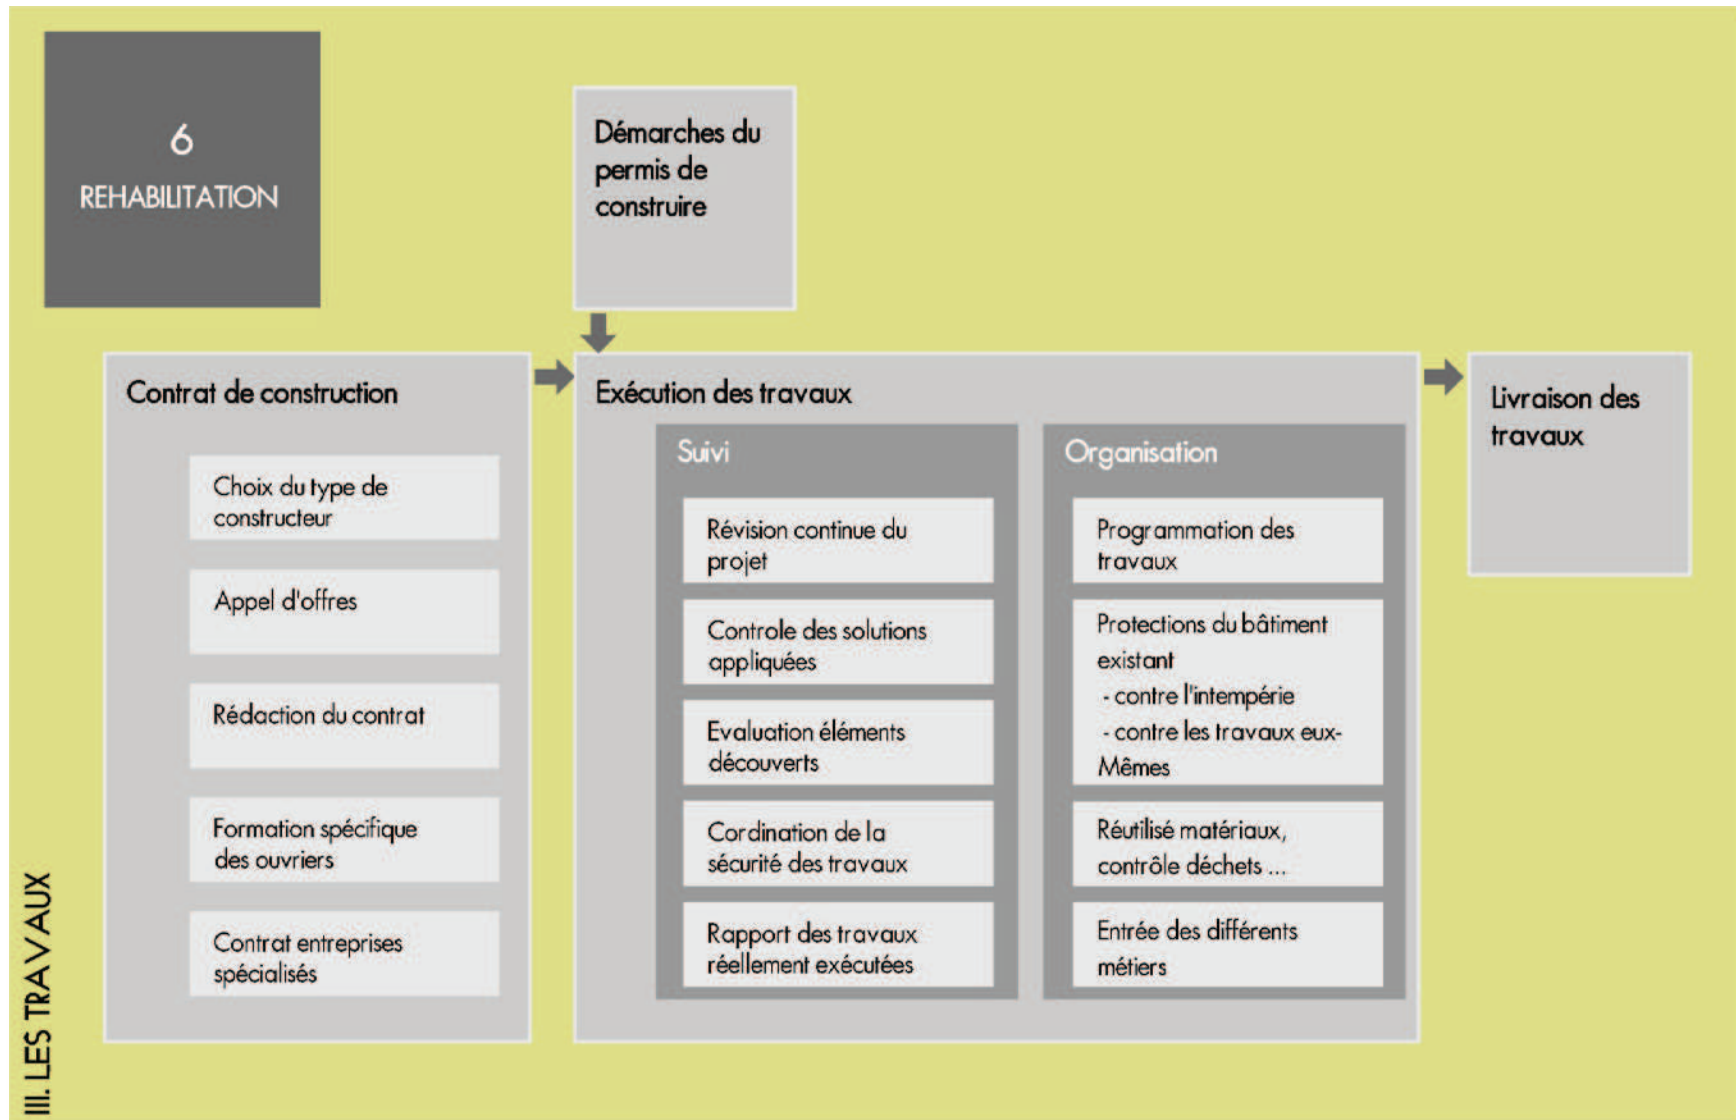 6
REHABILITATION
Démarches du
permis de
construire
Contrat de construction
Choix du type de
constructeur
Appel d'offres
Rédaction du contrat
Formation spécifique
des ouvriers
Contrat entreprises
spécialisés
Exécution des travaux
Suivi
Révision continue du
projet
Controle des solutions
appliquées
Evaluation éléments
découverts
Cordination de la
sécurité des travaux
Rapport des travaux
réellement exécutées
Organisation
Programmation des
travaux
Protections du bâtiment
existant
- contre l'intempérie
- contre les travaux eux-
Mêmes
Réutilisé matériaux,
contrôle déchets ...
Entrée des différents
métiers
Livraison des
travaux
III. LES TRAVAUX